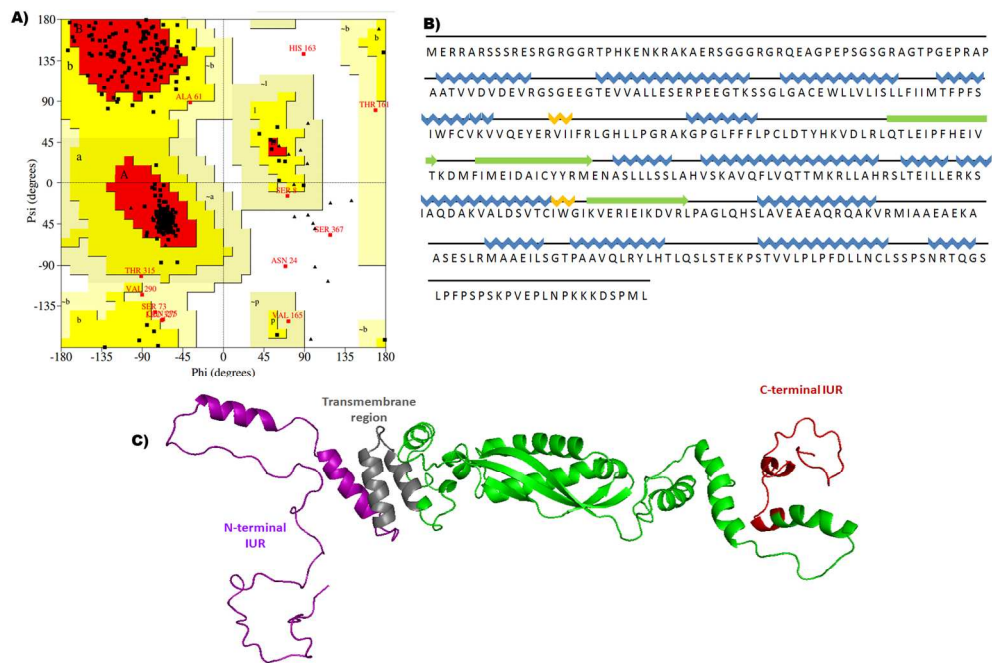 A)
180
135
90
45
0
-45
-90
-135
-180
-135
-90
-45
0
45
90
135
180
Psi (degrees)
Phi (degrees)
B
b
~b
~b
b
~l
l
a
A
~a
~b
b
~b
~p
p
~b
b
HIS 163
ALA 61
THR 161
SER 8
SER 367
ASN 24
THR 315
VAL 290
SER 73
VAL 165
B)
MERRARSSSRESRGRGGRTPHKENKRAKAERSGGGRGRQEAGPEPSGSGRAGTPGEPRAP
AATVVDVDEVRGSGEEGTEVVALLESERPEEGTKSSGLGACEWLLVLISLLFIIMTFPFS
IWFCVKVVQEYERVIIFRLGHLLPGRAKGPGLFFFLPCLDTYHKVDLRLQTLEIPFHEIV
TKDMFIMEIDAICYYRMENASLLLSSLAHVSKAVQFLVQTTMKRLLAHRSLTEILLERKS
IAQDAKVALDSVTCIWGIKVERIEIKDVRLPAGLQHSLAVEAEAQRQAKVRMIAAEAEKA
ASESLRMAAEILSGTPAAVQLRYLHTLQSLSTEKPSTVVLPLPFDLLNCLSSPSNRTQGS
LPFPSPSKPVEPLNPKKKDSPML
C)
Transmembrane
region
N-terminal
IUR
C-terminal IUR